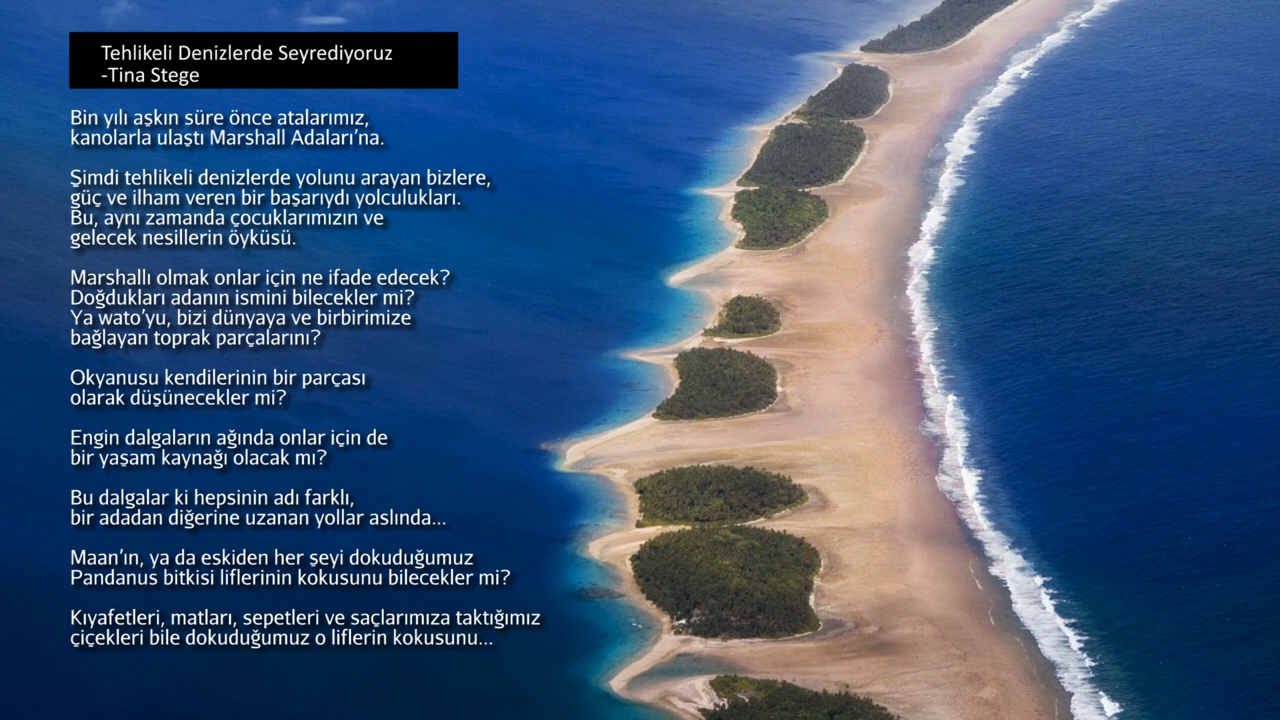 Tehlikeli Denizlerde Seyrediyoruz
-Tina Stege
Bin yılı aşkın süre önce atalarımız,
kanolarla ulaştı Marshall Adaları’na.
Şimdi tehlikeli denizlerde yolunu arayan bizlere,
güç ve ilham veren bir başarıydı yolculukları.
Bu, aynı zamanda çocuklarımızın ve
gelecek nesillerin öyküsü.
Marshallı olmak onlar için ne ifade edecek?
Doğdukları adanın ismini bilecekler mi?
Ya wato’yu, bizi dünyaya ve birbirimize
bağlayan toprak parçalarını?
Okyanusu kendilerinin bir parçası
olarak düşünecekler mi?
Engin dalgaların ağında onlar için de
bir yaşam kaynağı olacak mı?
Bu dalgalar ki hepsinin adı farklı,
bir adadan diğerine uzanan yollar aslında...
Maan’ın, ya da eskiden her şeyi dokuduğumuz
Pandanus bitkisi liflerinin kokusunu bilecekler mi?
Kıyafetleri, matları, sepetleri ve saçlarımıza taktığımız
çiçekleri bile dokuduğumuz o liflerin kokusunu...